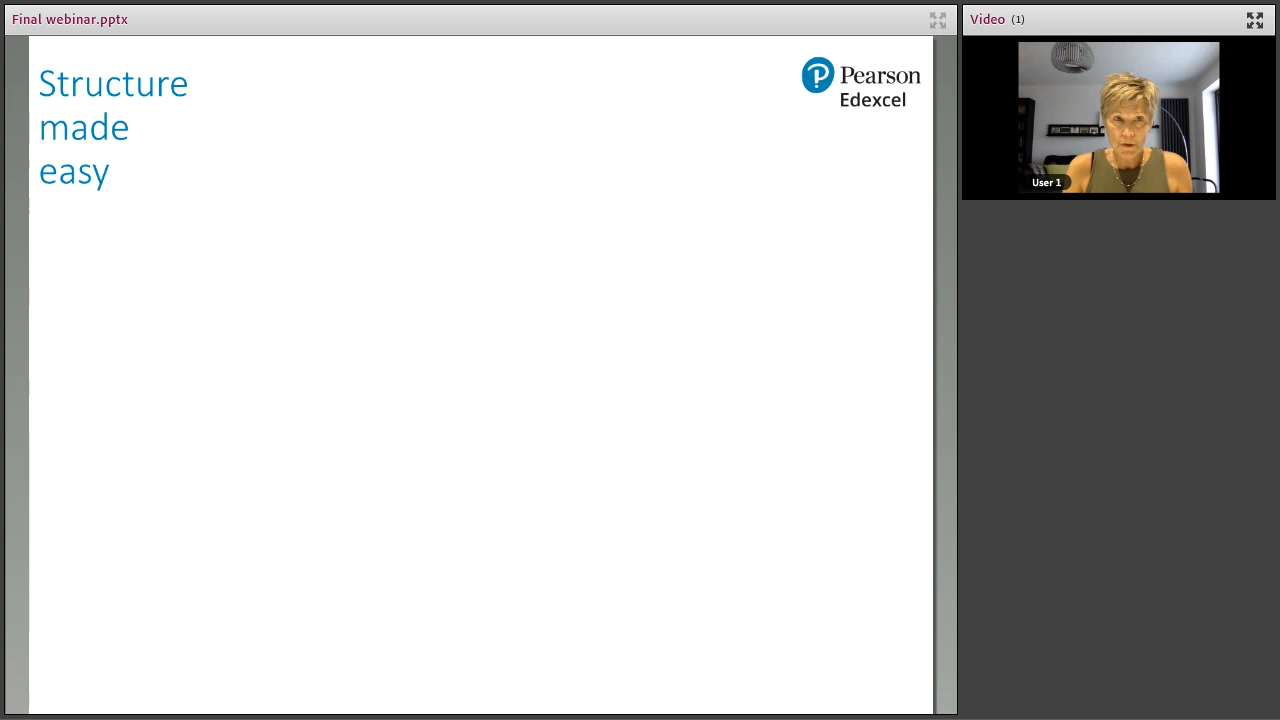 Final webinar.pptx
Structure
made
easy
Pearson
Edexcel
Video (1)
User 1